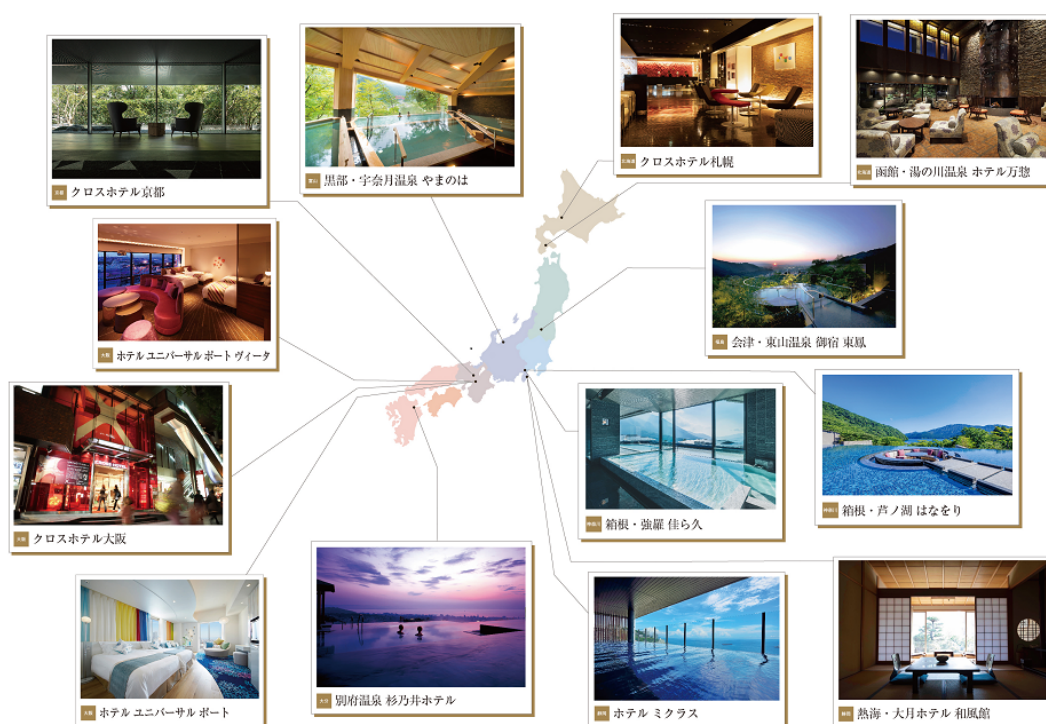 京都 クロスホテル京都
富山 黒部・宇奈月温泉 やまのは
北海道 クロスホテル札幌
北海道 函館・湯の川温泉 ホテル万惣
大阪 ホテル ユニバーサル ポート ヴィータ
福島 会津・東山温泉 御宿 東鳳
大阪 クロスホテル大阪
神奈川 箱根・強羅 佳ら久
神奈川 箱根・芦ノ湖 はなをり
大阪 ホテル ユニバーサル ポート
大分 別府温泉 杉乃井ホテル
静岡 ホテル ミクラス
静岡 熱海・大月ホテル 和風館